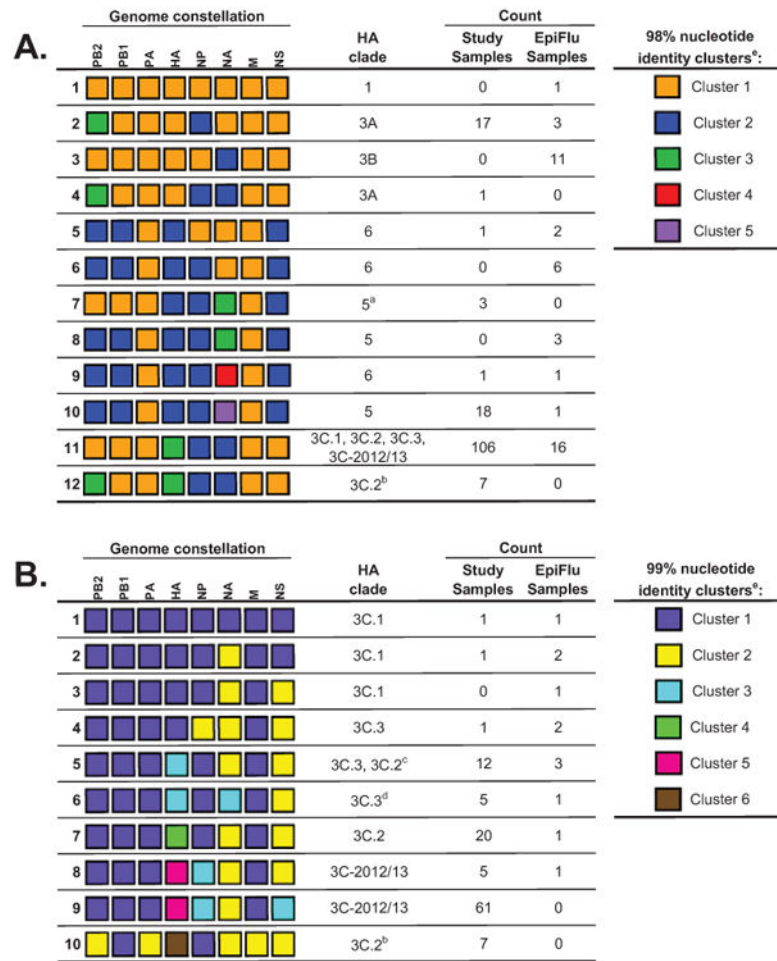 A.
Genome constellation
Count
PB2 PB1 PA HA NP NA M NS
HA clade
Study Samples
EpiFlu Samples
98% nucleotide identity clustersᵉ:
1 1 0 1
2 3A 17 3
3 3B 0 11
4 3A 1 0
5 6 1 2
6 6 0 6
7 5ᵃ 3 0
8 5 0 3
9 6 1 1
10 5 18 1
11 3C.1, 3C.2, 3C.3, 3C-2012/13 106 16
12 3C.2ᵇ 7 0
Cluster 1
Cluster 2
Cluster 3
Cluster 4
Cluster 5
B.
Genome constellation
Count
PB2 PB1 PA HA NP NA M NS
HA clade
Study Samples
EpiFlu Samples
99% nucleotide identity clustersᵉ:
1 3C.1 1 1
2 3C.1 1 2
3 3C.1 0 1
4 3C.3 1 2
5 3C.3, 3C.2ᶜ 12 3
6 3C.3ᵈ 5 1
7 3C.2 20 1
8 3C-2012/13 5 1
9 3C-2012/13 61 0
10 3C.2ᵇ 7 0
Cluster 1
Cluster 2
Cluster 3
Cluster 4
Cluster 5
Cluster 6